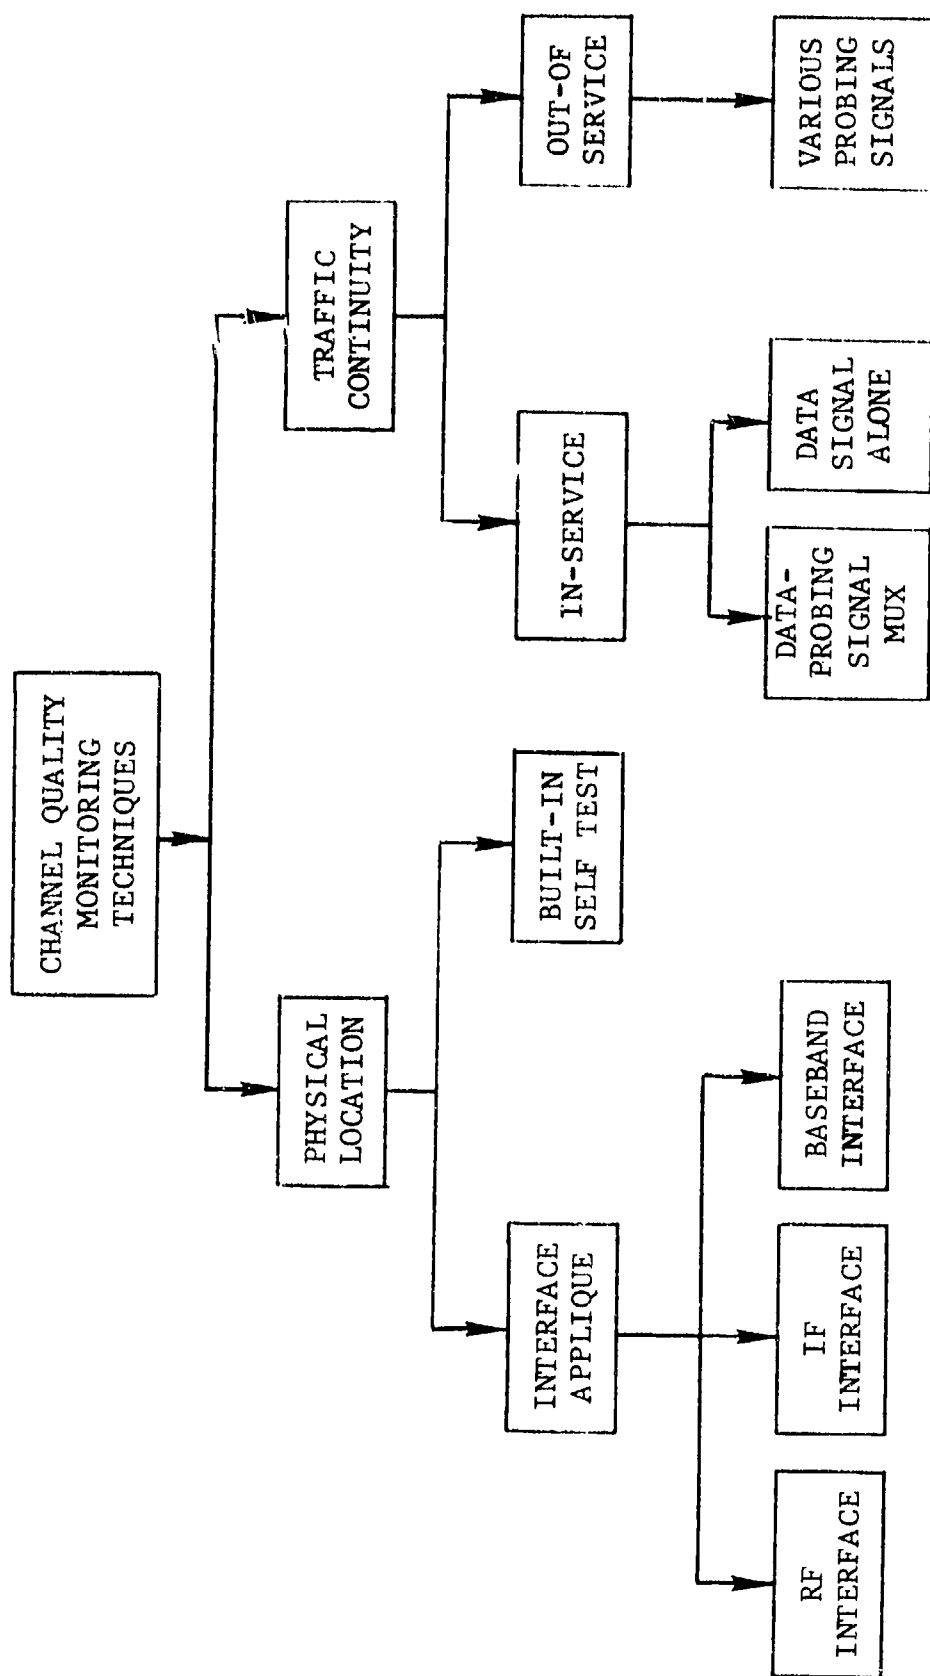 CHANNEL QUALITY
MONITORING
TECHNIQUES
PHYSICAL
LOCATION
TRAFFIC
CONTINUITY
INTERFACE
APPLIQUE
BUILT-IN
SELF TEST
IN-SERVICE
OUT-OF
SERVICE
RF
INTERFACE
IF
INTERFACE
BASEBAND
INTERFACE
DATA-
PROBING
SIGNAL
MUX
DATA
SIGNAL
ALONE
VARIOUS
PROBING
SIGNALS